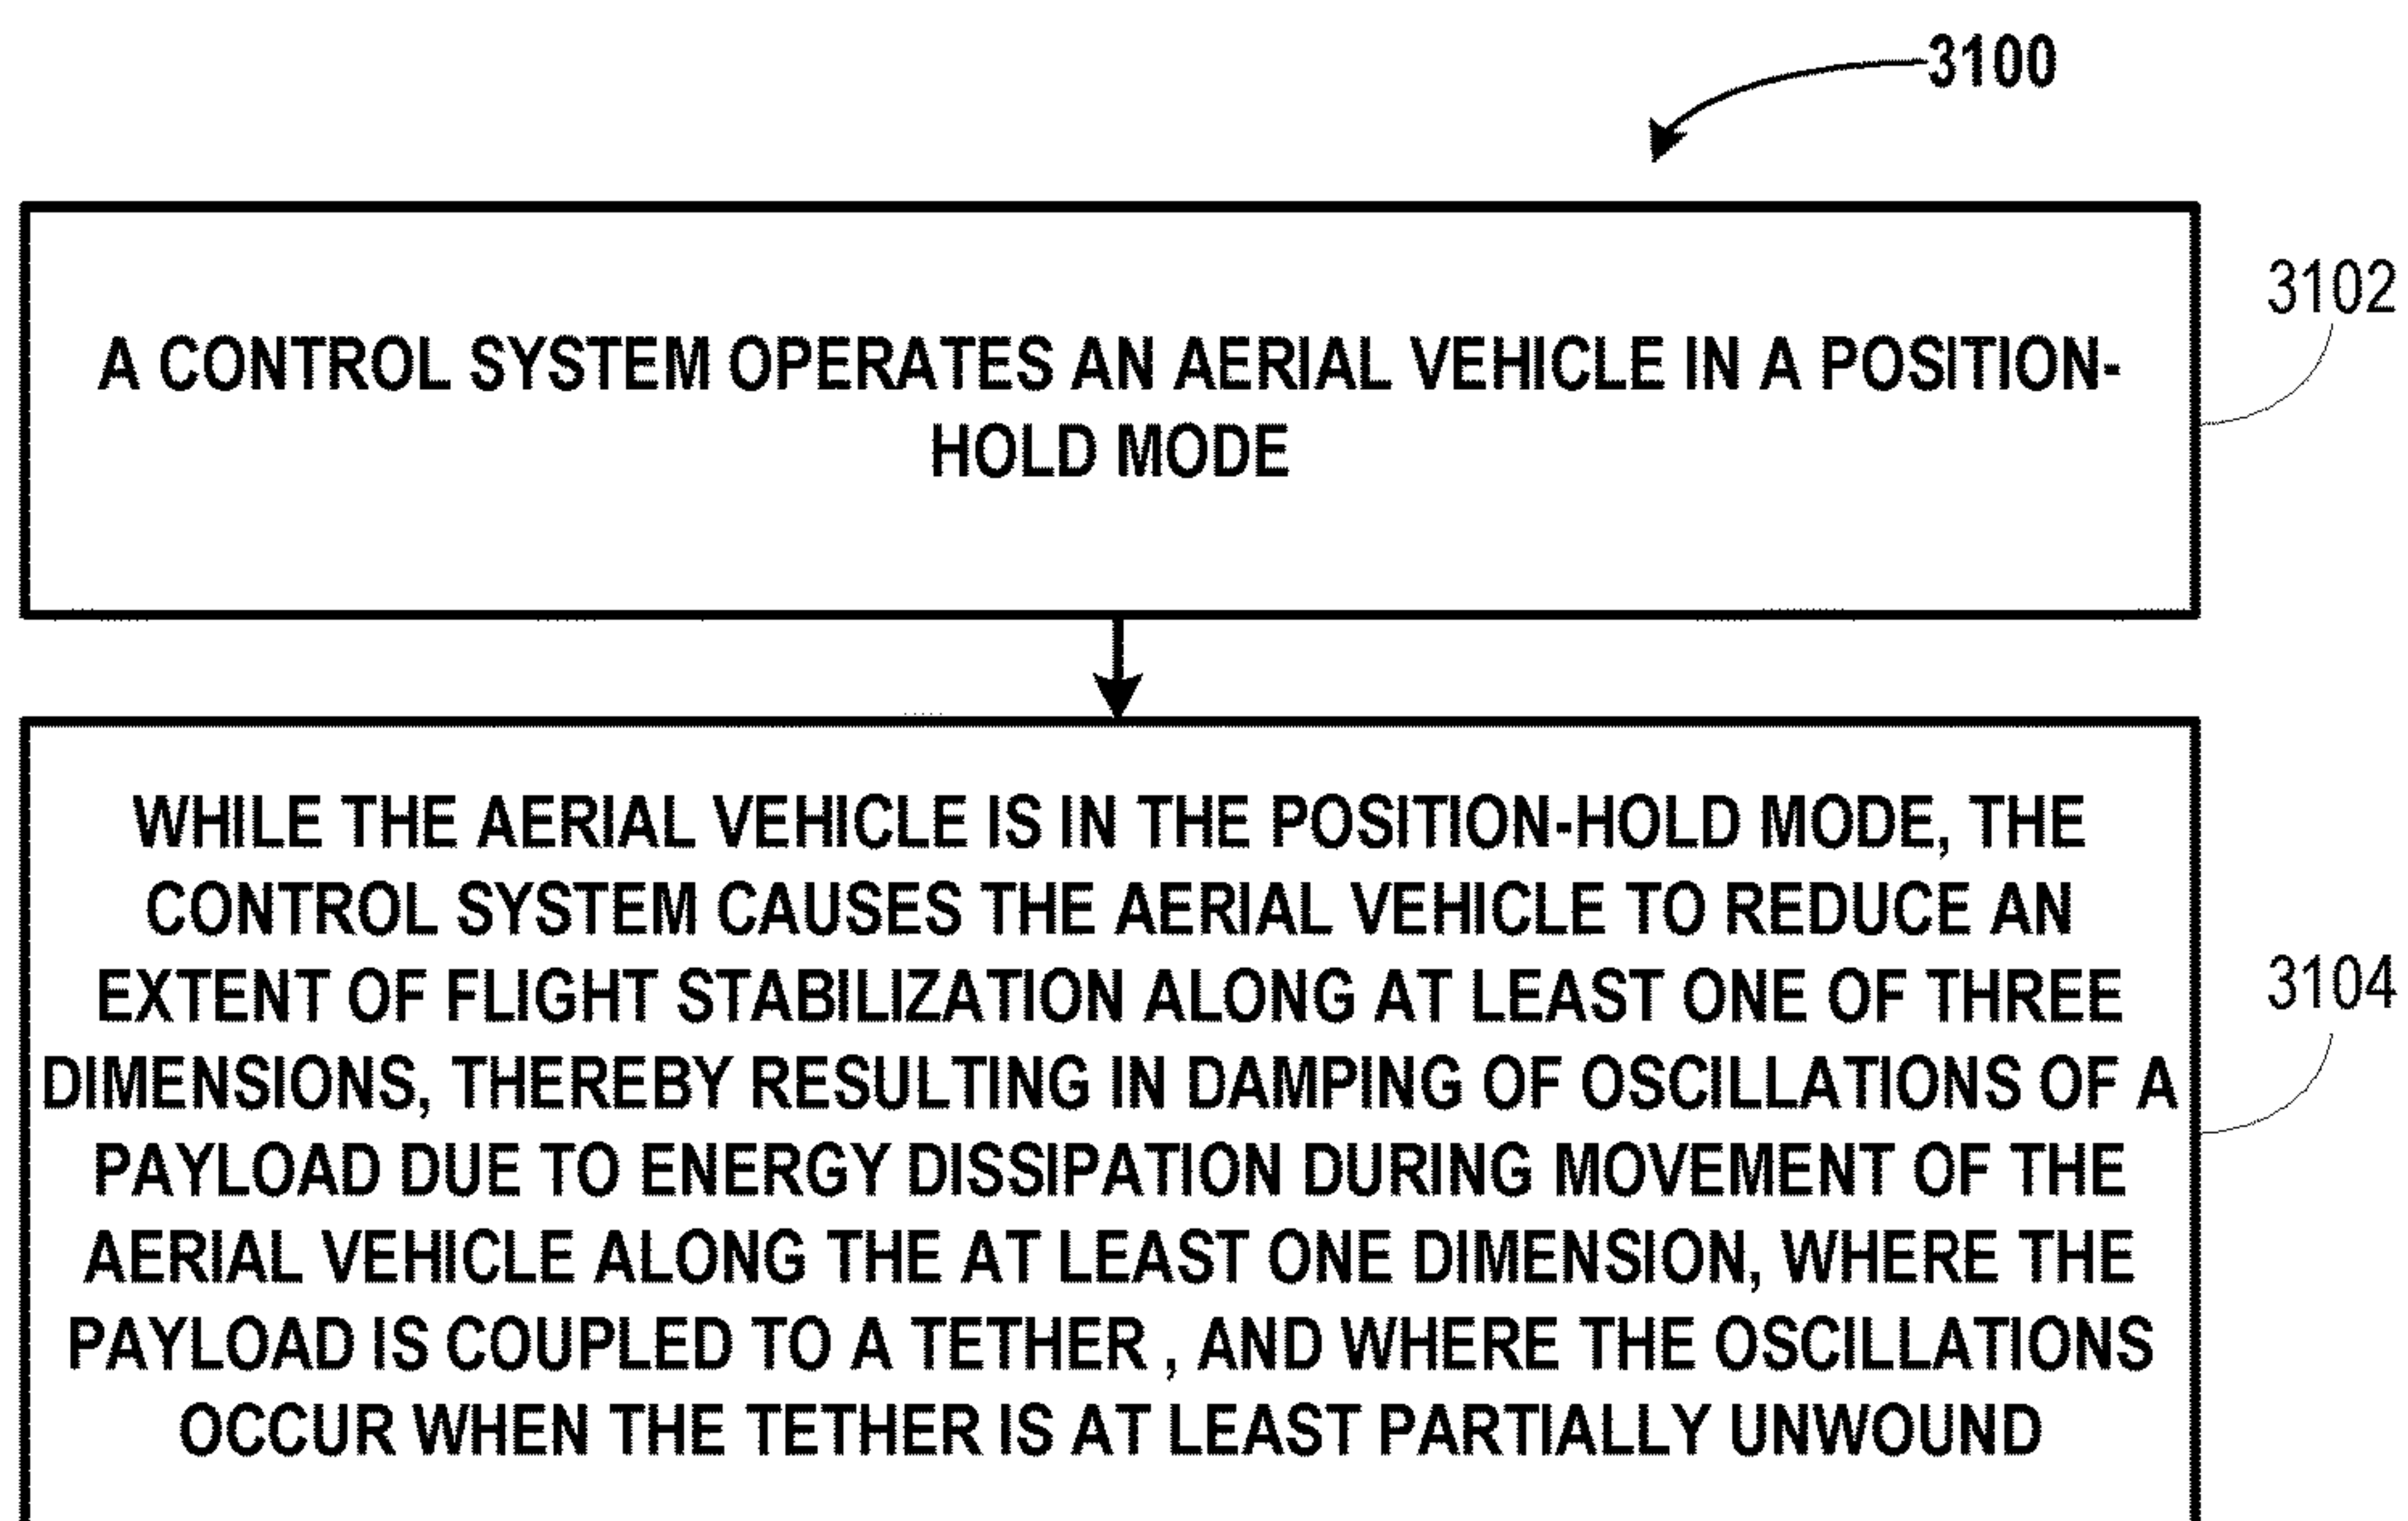 3100
3102
A CONTROL SYSTEM OPERATES AN AERIAL VEHICLE IN A POSITION-
HOLD MODE
WHILE THE AERIAL VEHICLE IS IN THE POSITION-HOLD MODE, THE
CONTROL SYSTEM CAUSES THE AERIAL VEHICLE TO REDUCE AN
EXTENT OF FLIGHT STABILIZATION ALONG AT LEAST ONE OF THREE
DIMENSIONS, THEREBY RESULTING IN DAMPING OF OSCILLATIONS OF A
PAYLOAD DUE TO ENERGY DISSIPATION DURING MOVEMENT OF THE
AERIAL VEHICLE ALONG THE AT LEAST ONE DIMENSION, WHERE THE
PAYLOAD IS COUPLED TO A TETHER , AND WHERE THE OSCILLATIONS
OCCUR WHEN THE TETHER IS AT LEAST PARTIALLY UNWOUND
3104